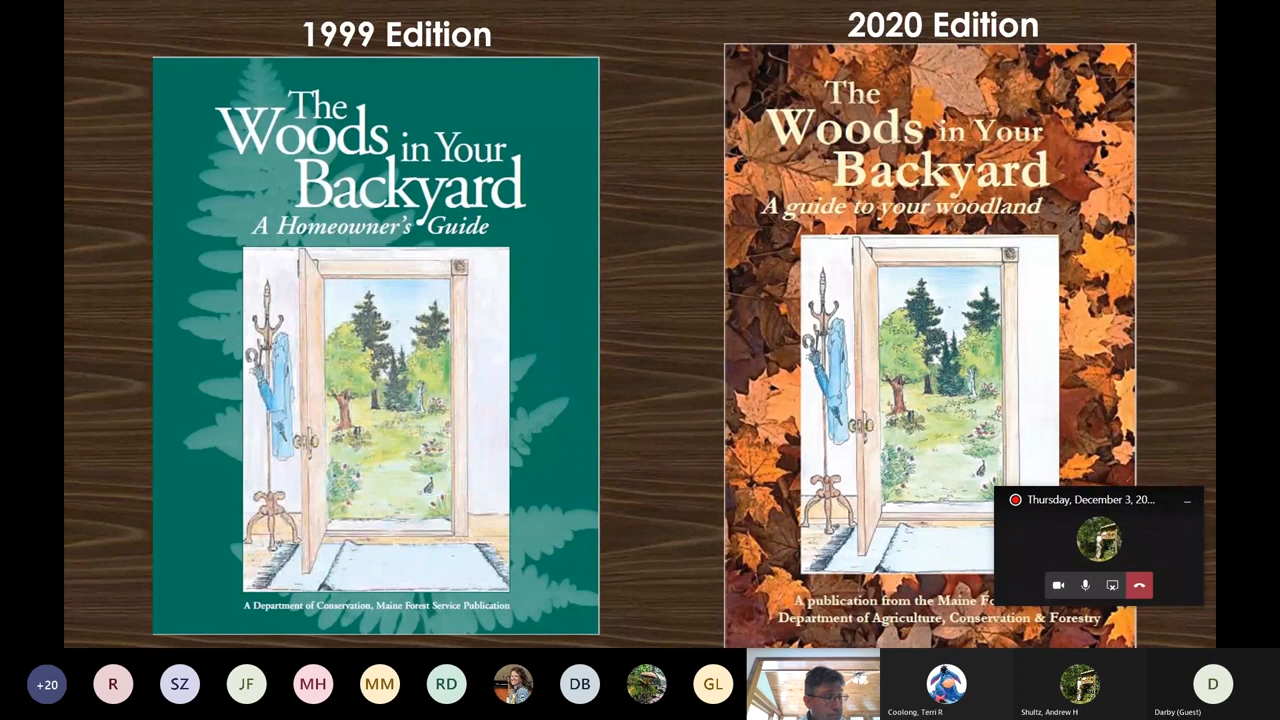 1999 Edition
The
Woods in Your
Backyard
A Homeowner's Guide
A Department of Conservation, Maine Forest Service Publication
2020 Edition
The
Woods in Your
Backyard
A guide to your woodland
A publication from the Maine
Department of Agriculture, Conservation & Forestry
Thursday, December 3, 20...
+20
R
SZ
JF
MH
MM
RD
DB
GL
D
Coolong, Terri R
Shultz, Andrew H
Darby (Guest)